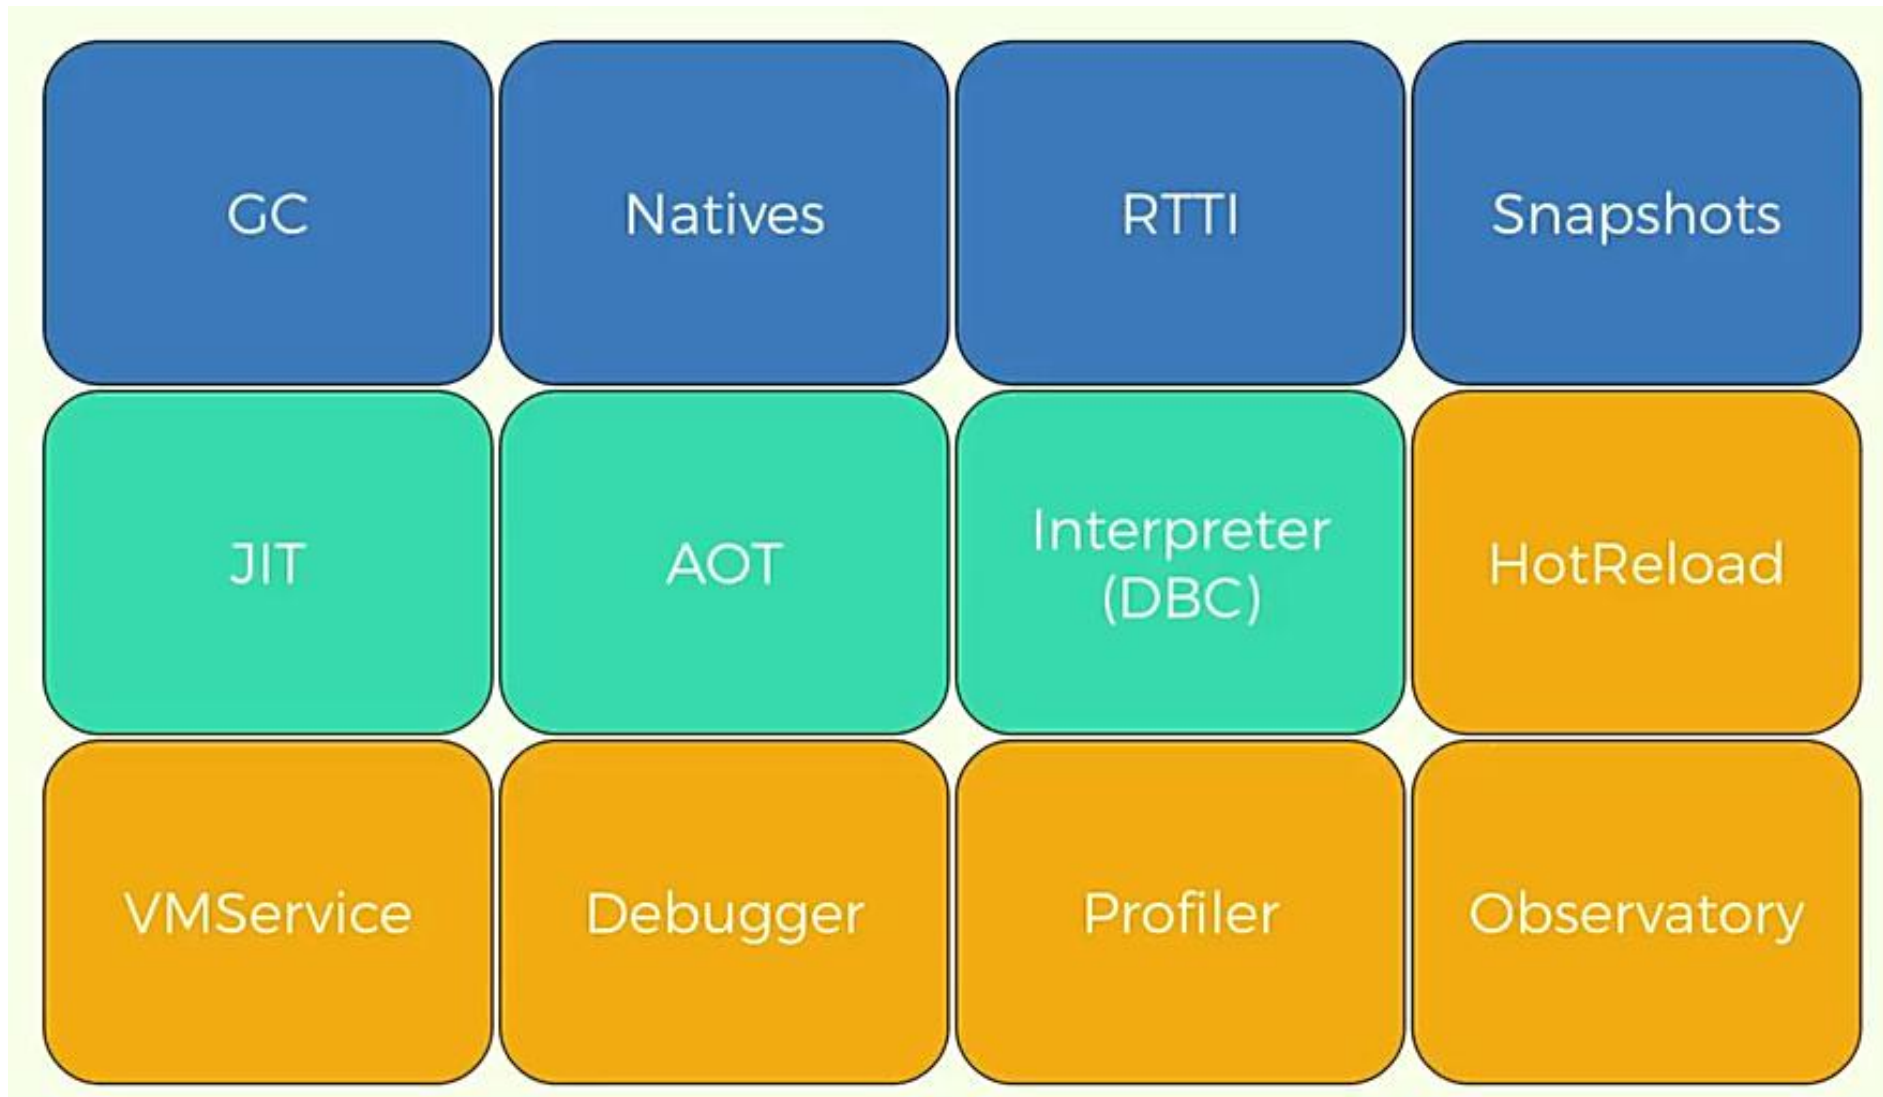 GC
Natives
RTTI
Snapshots
JIT
AOT
Interpreter
(DBC)
HotReload
VMService
Debugger
Profiler
Observatory